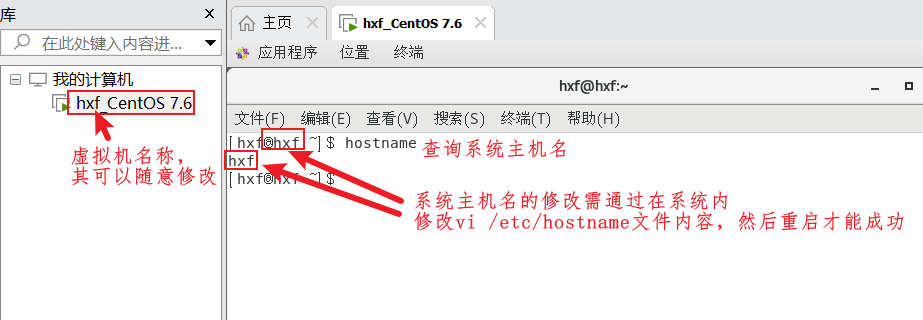 库
在此处键入内容进...
我的计算机
hxf_CentOS 7.6
虚拟机名称，
其可以随意修改
主页
hxf_CentOS 7.6
应用程序 位置 终端
hxf@hxf:~
文件(F) 编辑(E) 查看(V) 搜索(S) 终端(T) 帮助(H)
[hxf@hxf ~]$ hostname 查询系统主机名
hxf
[hxf@hxf ~]$
系统主机名的修改需通过在系统内
修改vi /etc/hostname文件内容，然后重启才能成功